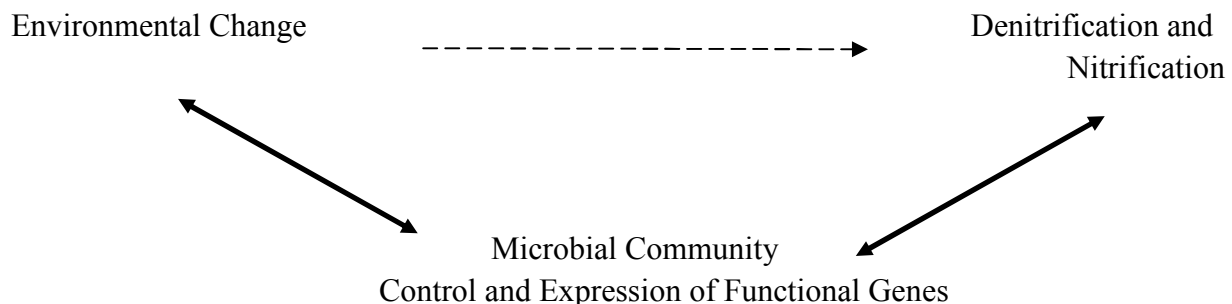 Environmental Change
Denitrification and
Nitrification
Microbial Community
Control and Expression of Functional Genes